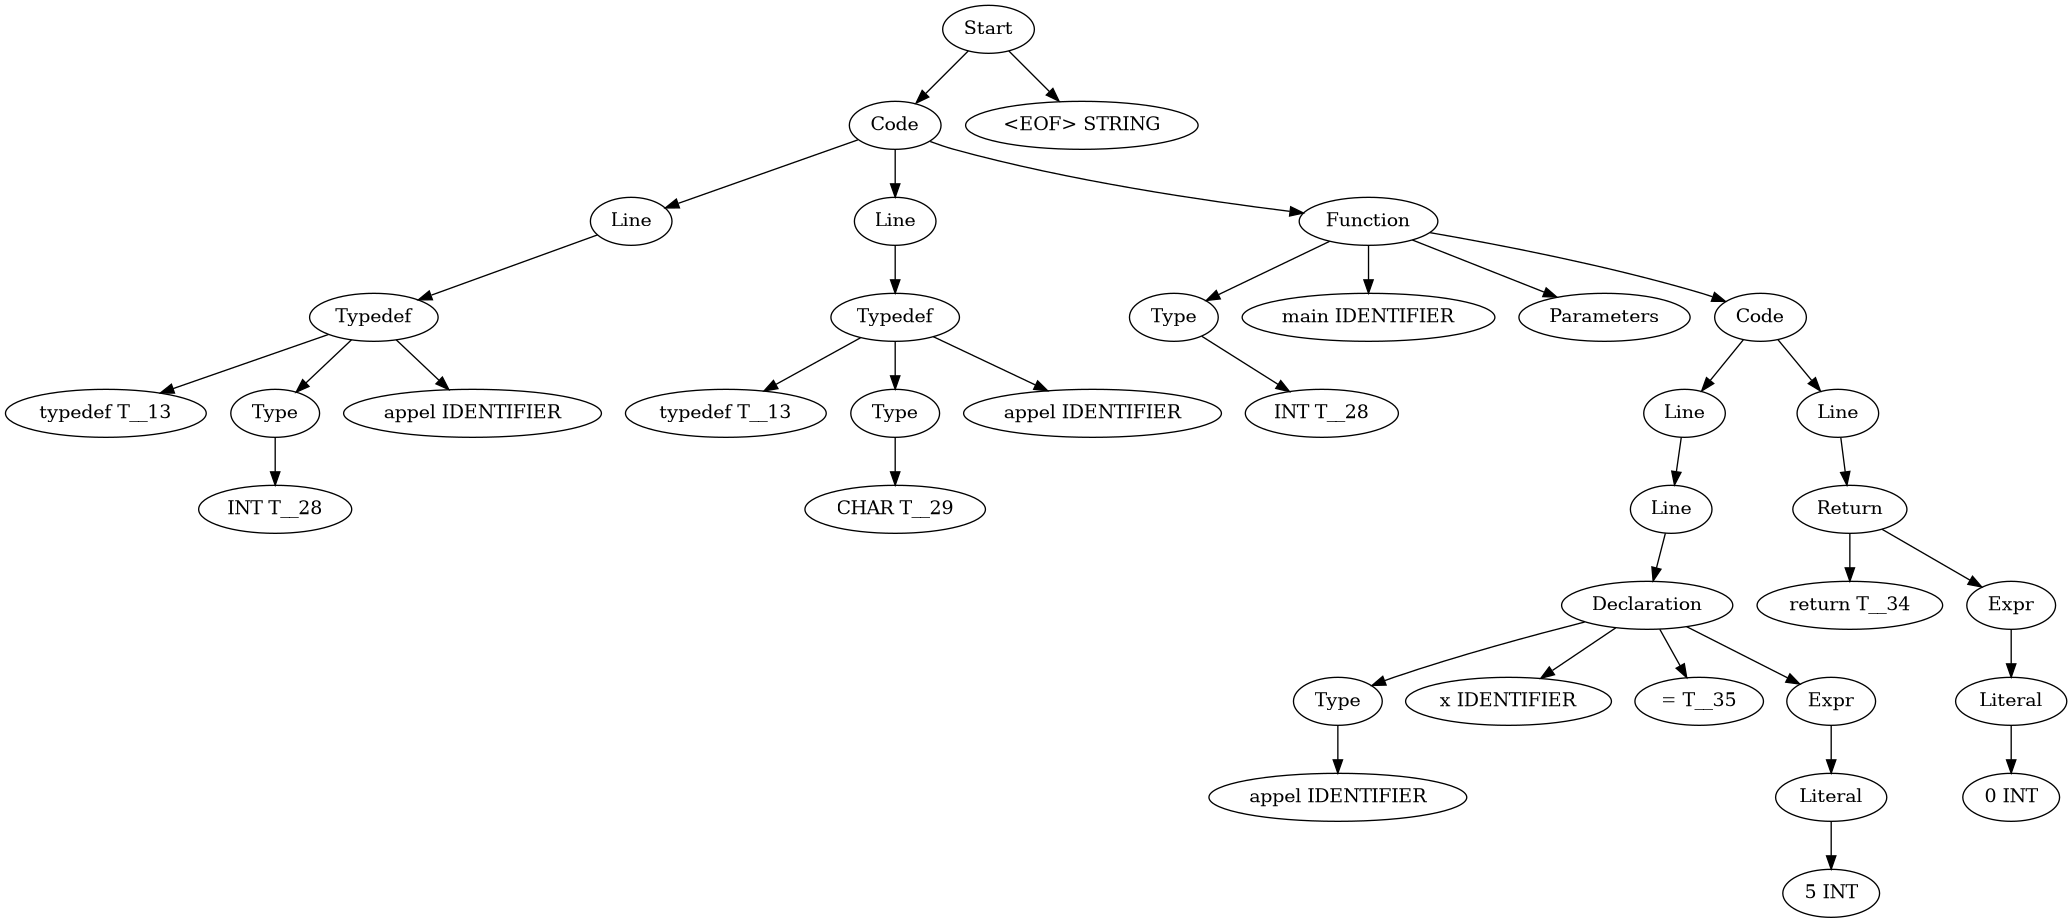 Start
Code
<EOF> STRING
Line
Line
Function
Typedef
Typedef
Type
main IDENTIFIER
Parameters
Code
typedef T__13
Type
appel IDENTIFIER
typedef T__13
Type
appel IDENTIFIER
INT T__28
Line
Line
INT T__28
CHAR T__29
Line
Return
Declaration
return T__34
Expr
Type
x IDENTIFIER
= T__35
Expr
Literal
appel IDENTIFIER
Literal
0 INT
5 INT